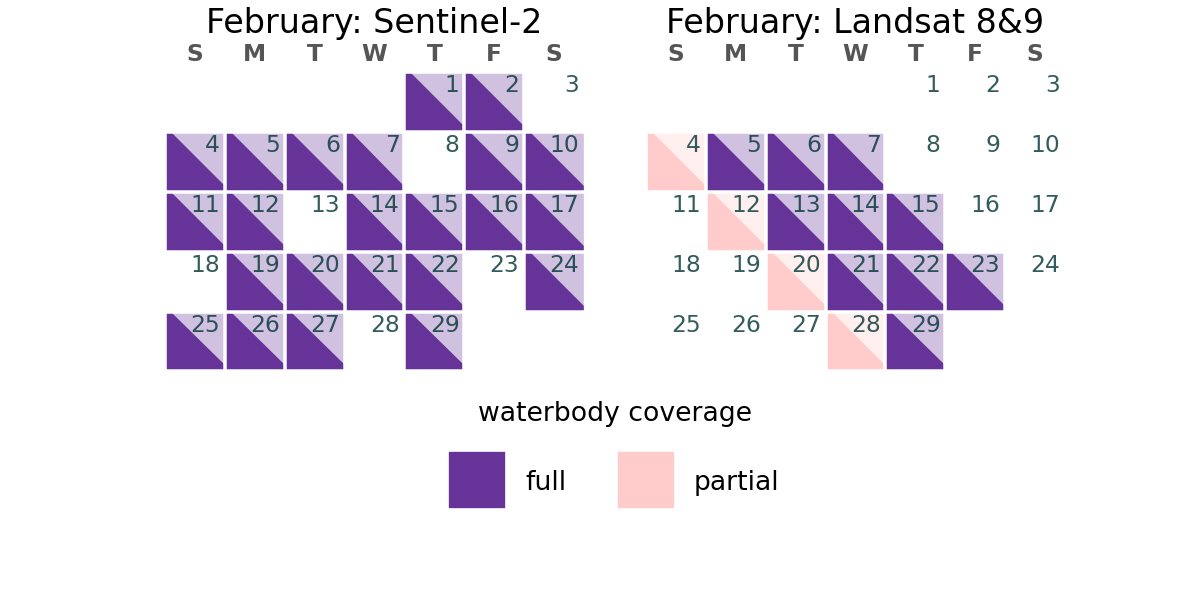 February: Sentinel-2
S M T W T F S
1 2 3
4 5 6 7 8 9 10
11 12 13 14 15 16 17
18 19 20 21 22 23 24
25 26 27 28 29
February: Landsat 8&9
S M T W T F S
1 2 3
4 5 6 7 8 9 10
11 12 13 14 15 16 17
18 19 20 21 22 23 24
25 26 27 28 29
waterbody coverage
full
partial